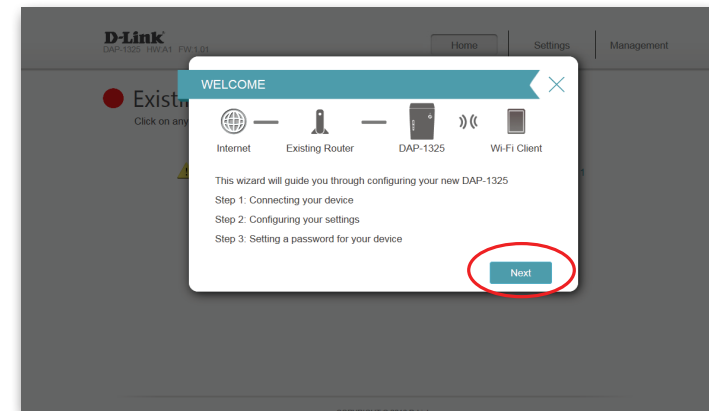 D-Link
DAP-1325 HW:A1 FW:1.01
Home
Settings
Management
WELCOME
Click on any
Internet
Existing Router
DAP-1325
Wi-Fi Client
This wizard will guide you through configuring your new DAP-1325
Step 1: Connecting your device
Step 2: Configuring your settings
Step 3: Setting a password for your device
Next